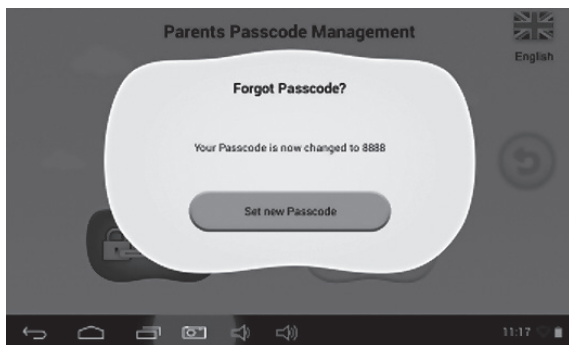 Parents Passcode Management
English
Forgot Passcode?
Your Passcode is now changed to 8888
Set new Passcode
11:17